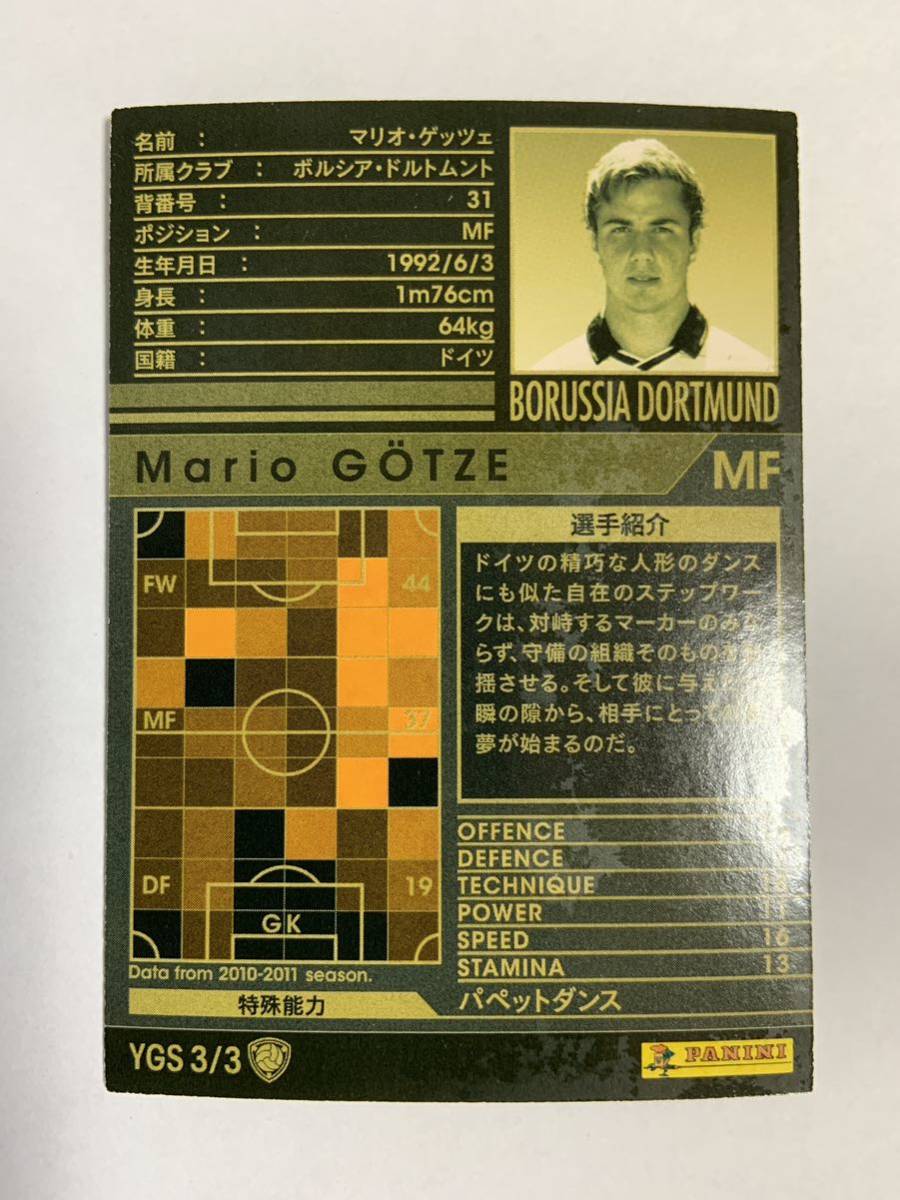 名前 : マリオ・ゲッツェ
所属クラブ : ボルシア・ドルトムント
背番号 : 31
ポジション : MF
生年月日 : 1992/6/3
身長 : 1m76cm
体重 : 64kg
国籍 : ドイツ
BORUSSIA DORTMUND
Mario GÖTZE
MF
FW 44
MF 37
DF 19
GK
Data from 2010-2011 season.
特殊能力
選手紹介
ドイツの精巧な人形のダンス
にも似た自在のステップワー
クは、対峙するマーカーのみな
らず、守備の組織そのものを
揺させる。そして彼に与えた
瞬の隙から、相手にとっての
夢が始まるのだ。
OFFENCE
DEFENCE
TECHNIQUE
POWER
SPEED 16
STAMINA 13
パペットダンス
YGS 3/3
PANINI